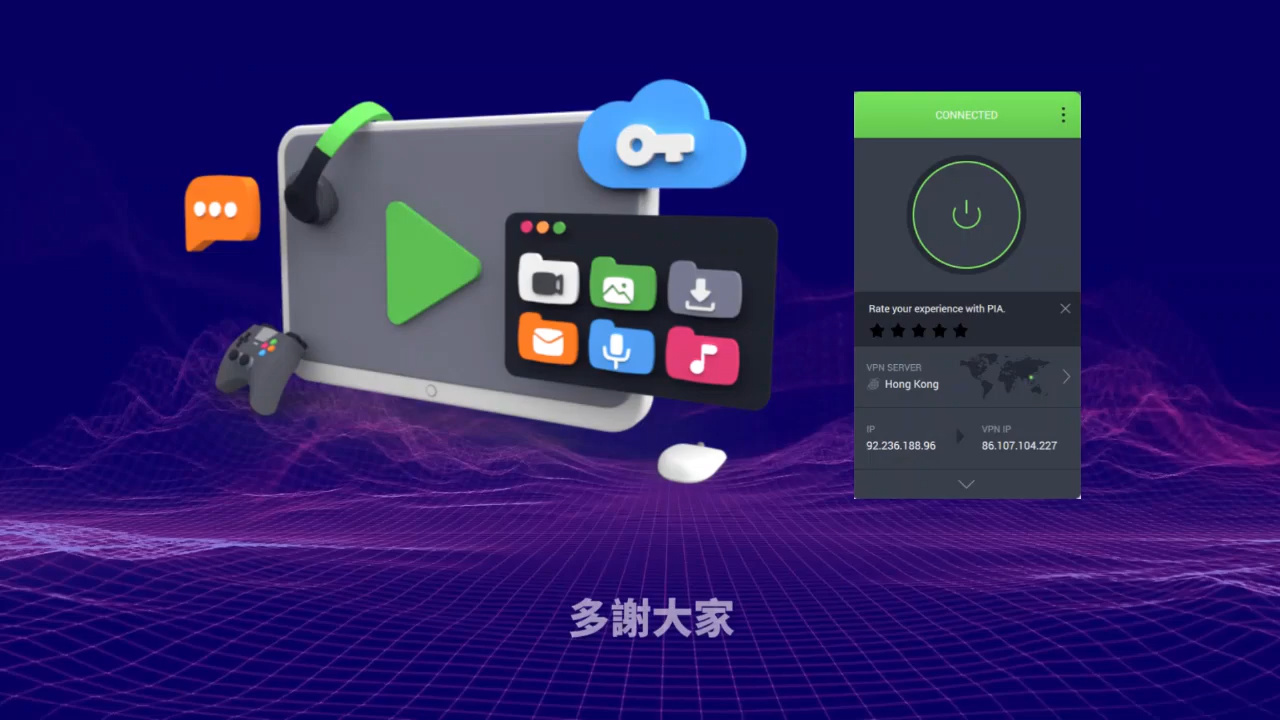 CONNECTED
Rate your experience with PIA.
VPN SERVER
Hong Kong
IP
92.236.188.96
VPN IP
86.107.104.227
多謝大家